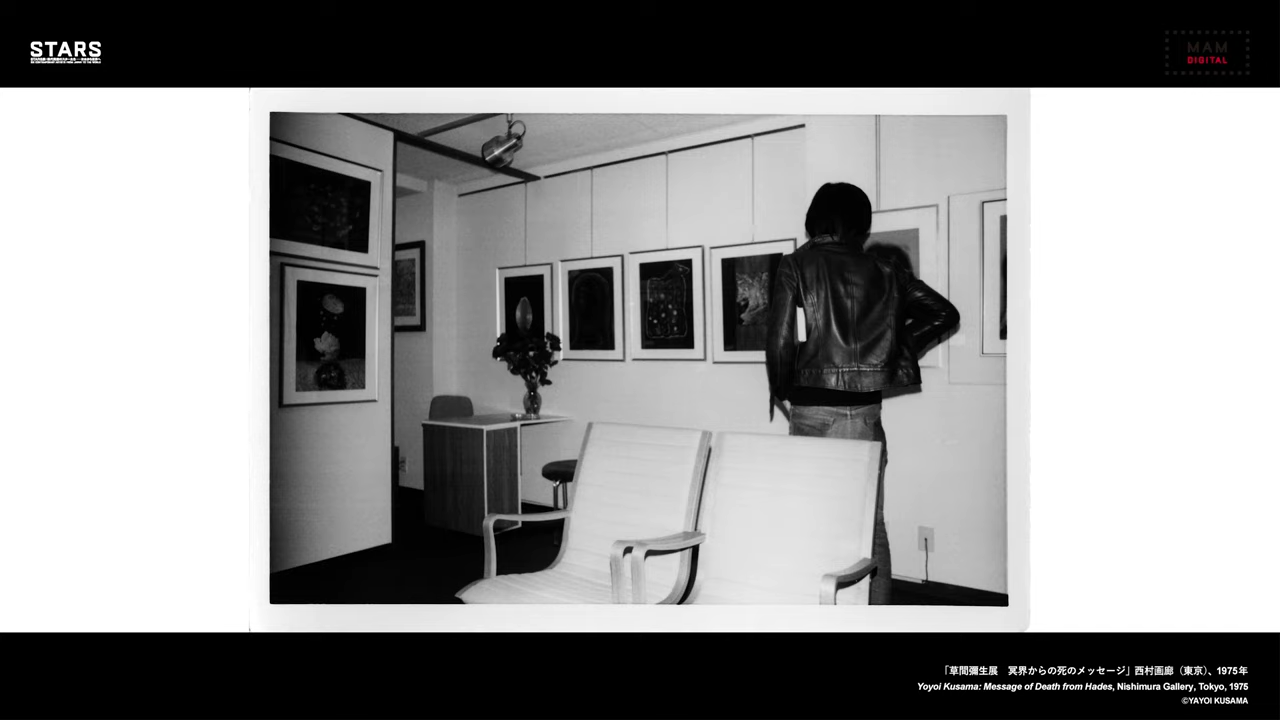 STARS
MAM
DIGITAL
「草間彌生展　冥界からの死のメッセージ」西村画廊（東京）、1975年
Yoyoi Kusama: Message of Death from Hades, Nishimura Gallery, Tokyo, 1975
©YAYOI KUSAMA